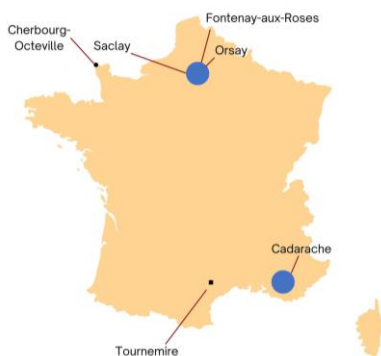 Fontenay-aux-Roses
Cherbourg-
Octeville
Saclay
Orsay
Cadarache
Tournemire